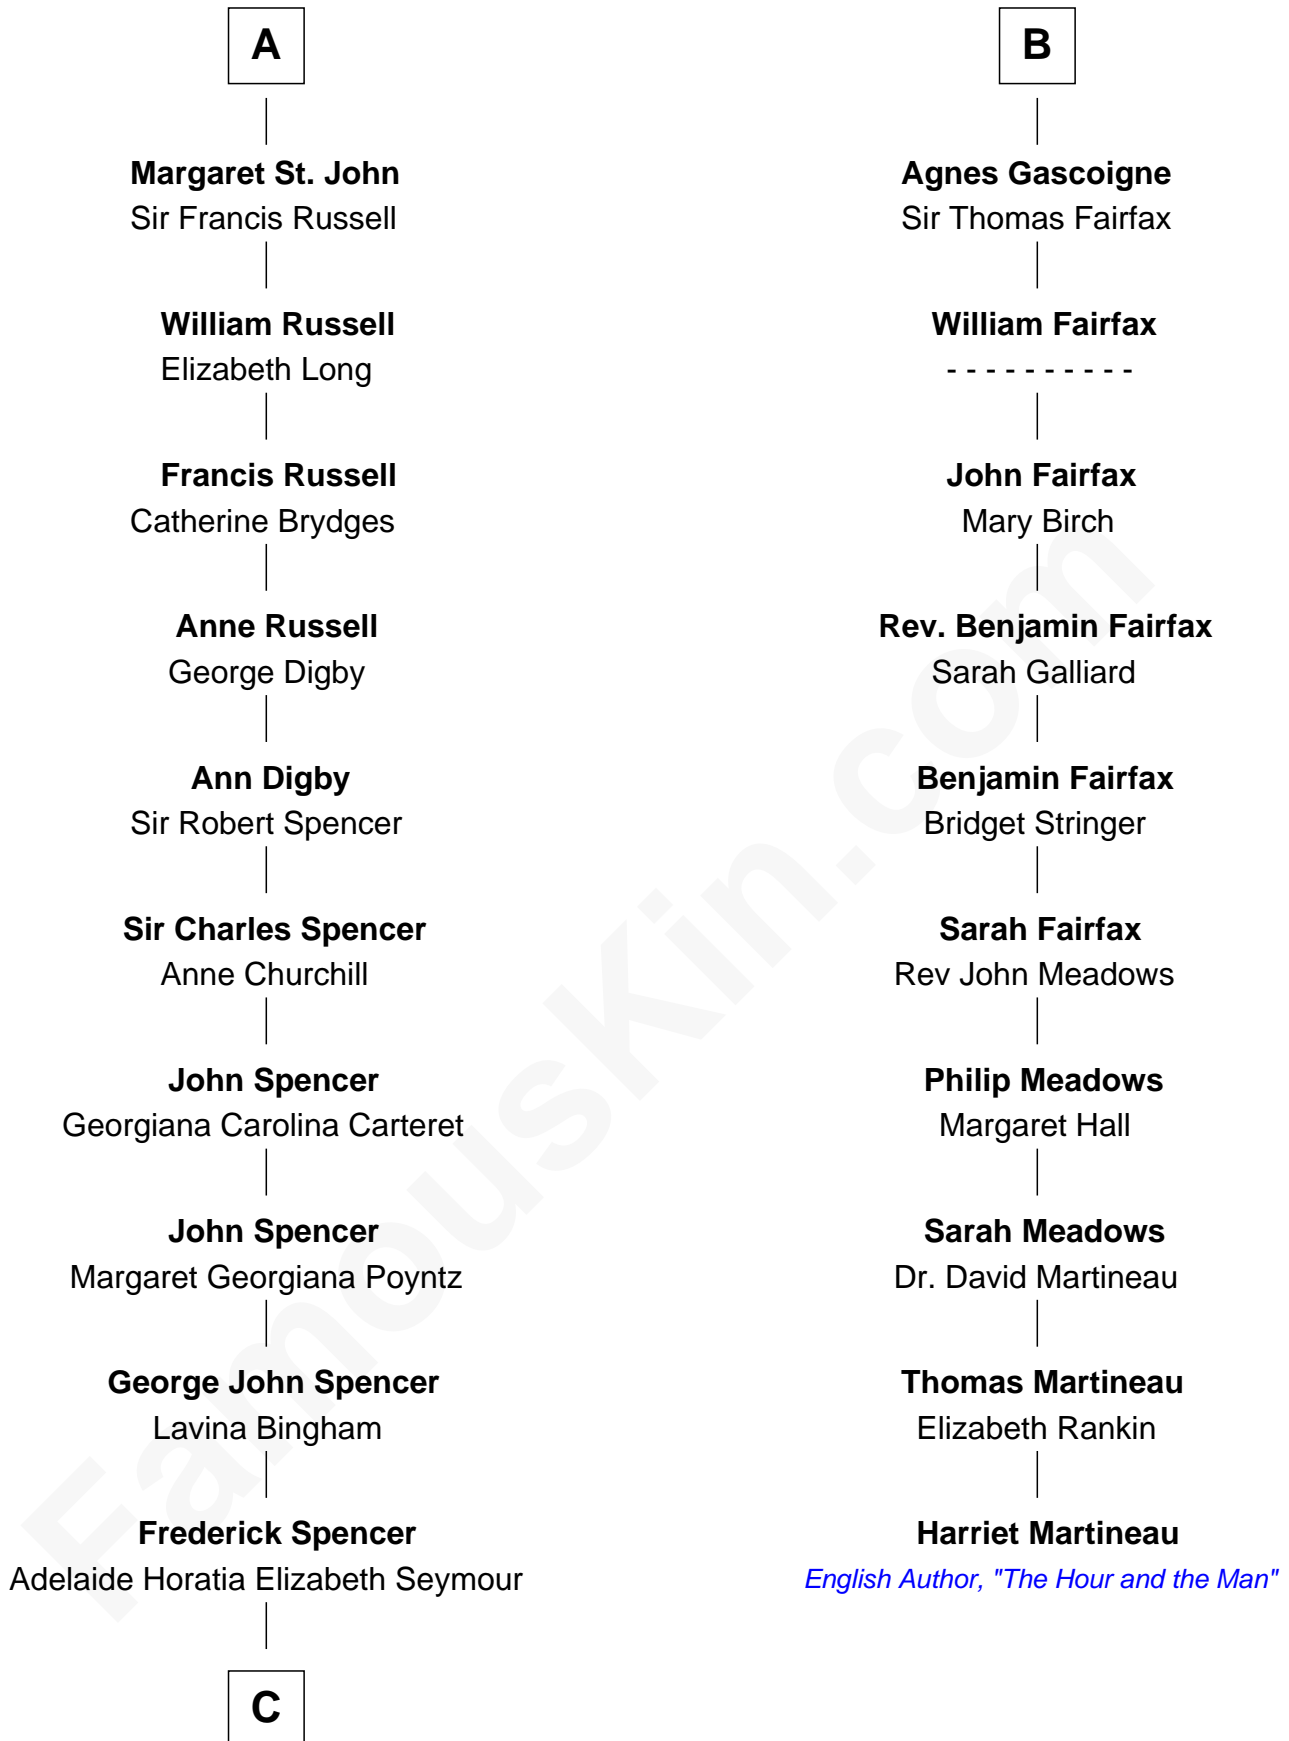 A
Margaret St. John
Sir Francis Russell
William Russell
Elizabeth Long
Francis Russell
Catherine Brydges
Anne Russell
George Digby
Ann Digby
Sir Robert Spencer
Sir Charles Spencer
Anne Churchill
John Spencer
Georgiana Carolina Carteret
John Spencer
Margaret Georgiana Poyntz
George John Spencer
Lavina Bingham
Frederick Spencer
Adelaide Horatia Elizabeth Seymour
C
B
Agnes Gascoigne
Sir Thomas Fairfax
William Fairfax
- - - - - - - - - -
John Fairfax
Mary Birch
Rev. Benjamin Fairfax
Sarah Galliard
Benjamin Fairfax
Bridget Stringer
Sarah Fairfax
Rev John Meadows
Philip Meadows
Margaret Hall
Sarah Meadows
Dr. David Martineau
Thomas Martineau
Elizabeth Rankin
Harriet Martineau
English Author, "The Hour and the Man"
FamousKin.com